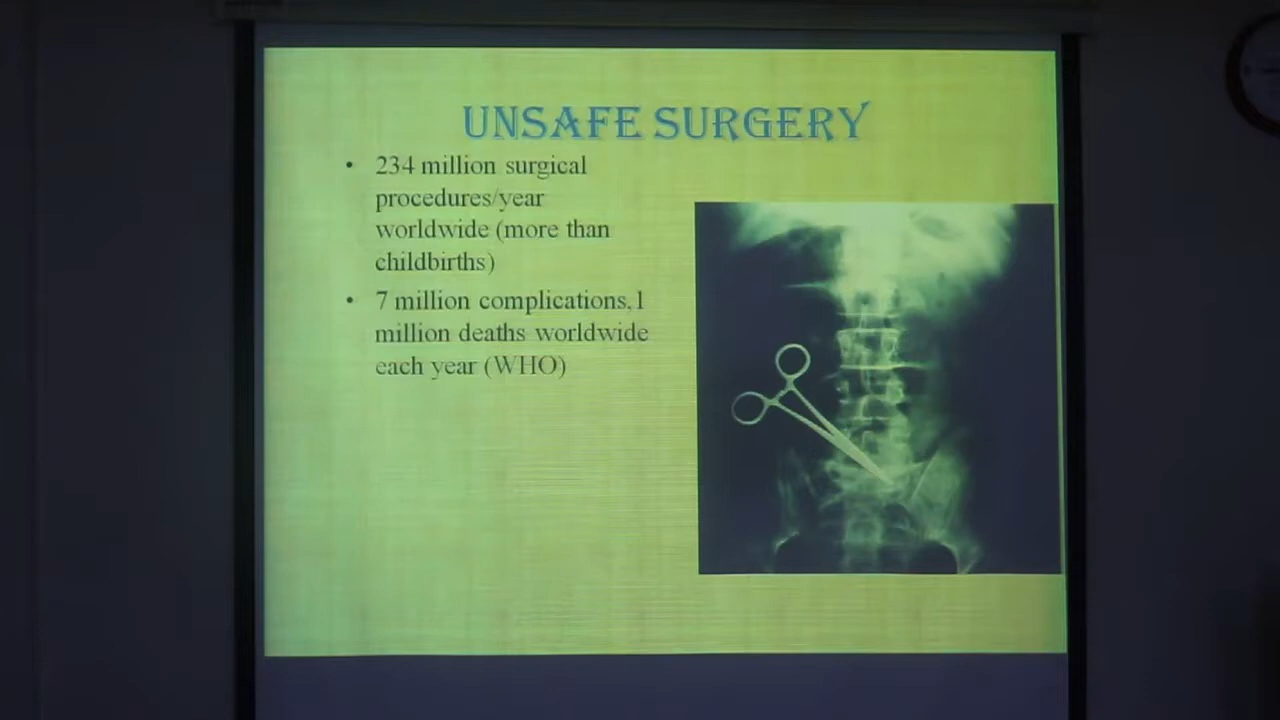 UNSAFE SURGERY
• 234 million surgical
procedures/year
worldwide (more than
childbirths)
• 7 million complications,1
million deaths worldwide
each year (WHO)